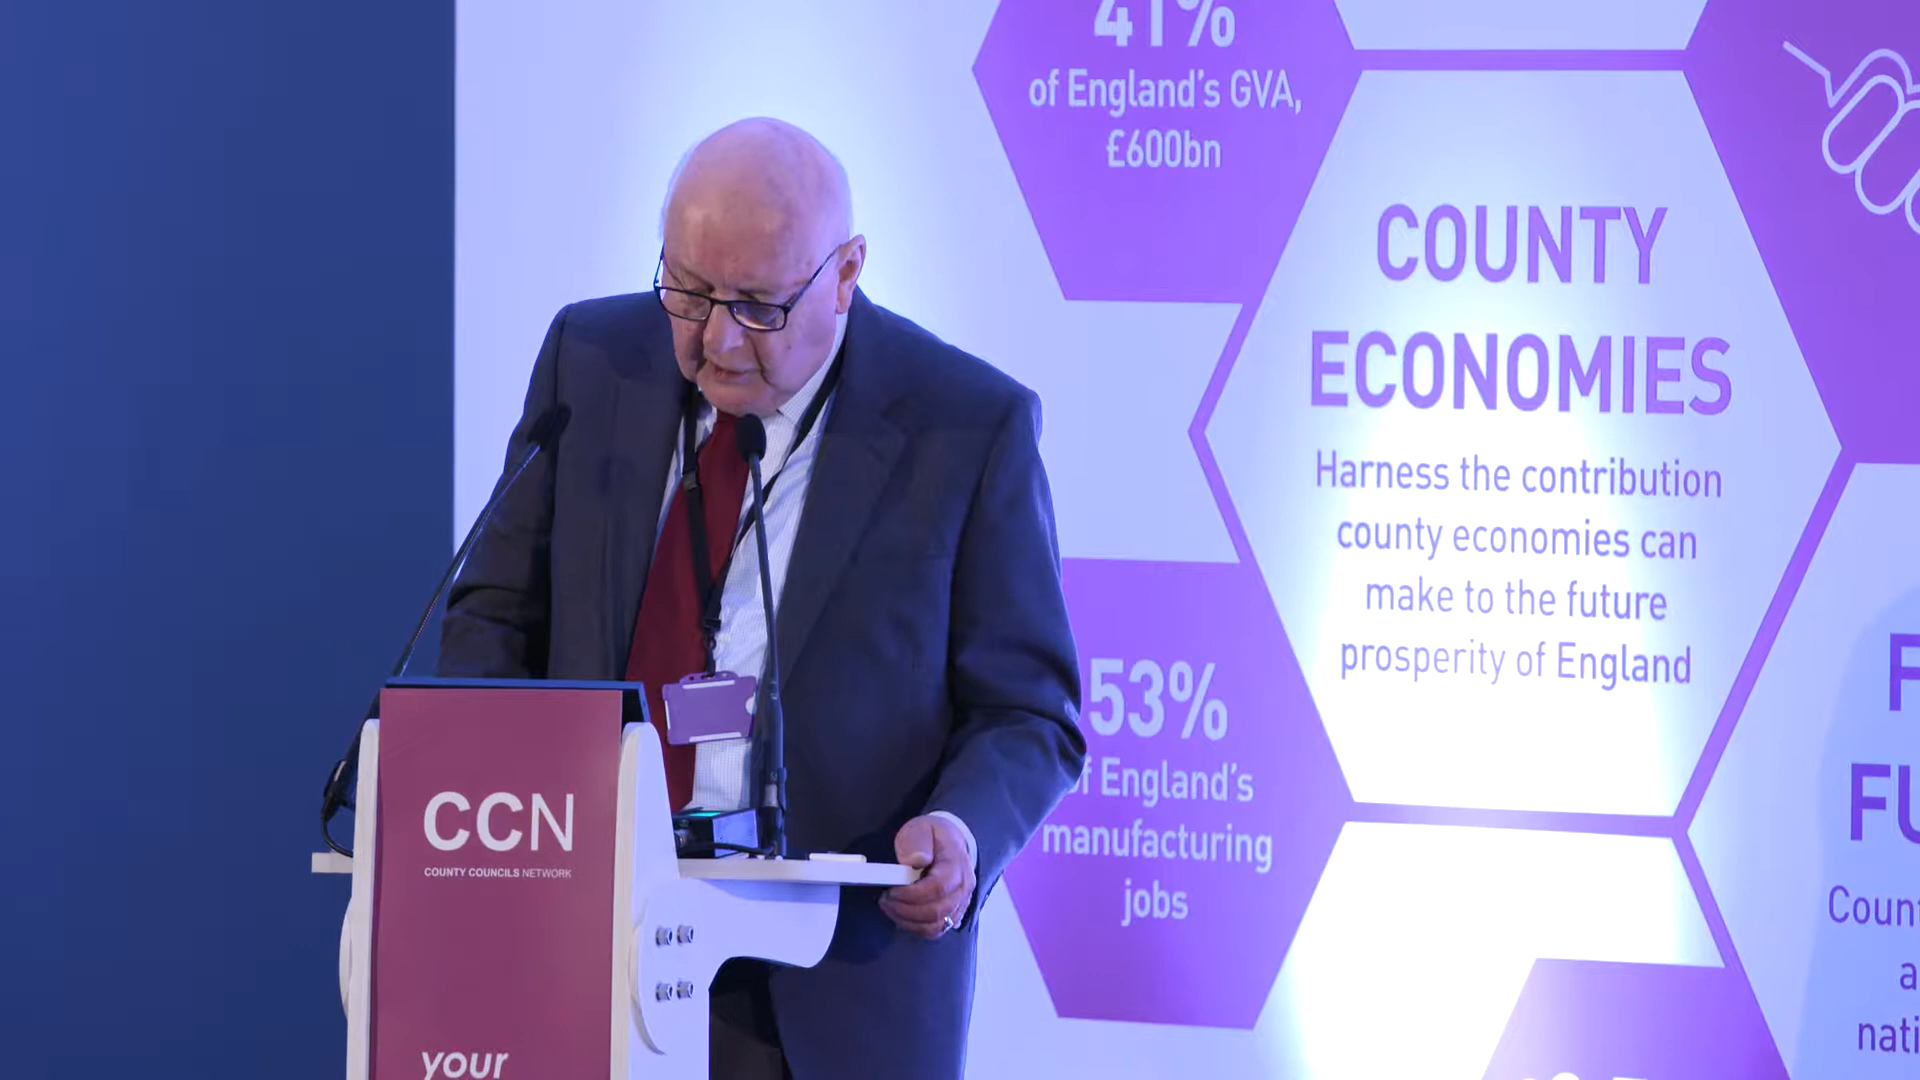 41%
of England's GVA,
£600bn
COUNTY
ECONOMIES
Harness the contribution
county economies can
make to the future
prosperity of England
53%
of England's
manufacturing
jobs
F
FU
Coun
a
nati
CCN
COUNTY COUNCILS NETWORK
your